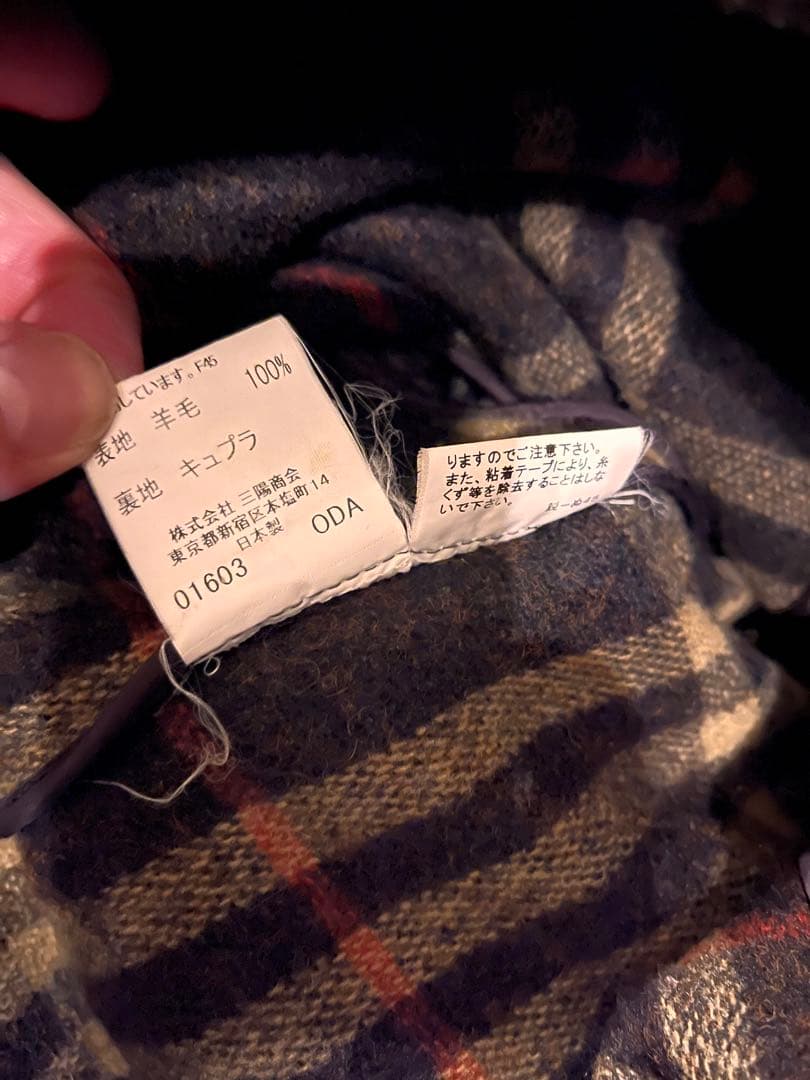 しています。F45
表地 羊毛 100%
裏地 キュプラ
株式会社 三陽商会
東京都新宿区本塩町14
日本製 ODA
01603
りますのでご注意下さい。
また、粘着テープにより、糸
くず等を除去することはしな
いで下さい。